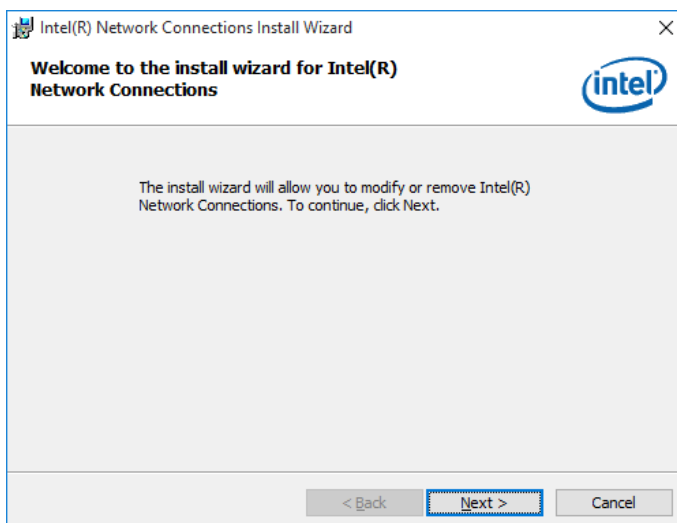 Intel(R) Network Connections Install Wizard
Welcome to the install wizard for Intel(R)
Network Connections
intel
The install wizard will allow you to modify or remove Intel(R)
Network Connections. To continue, click Next.
< Back
Next >
Cancel